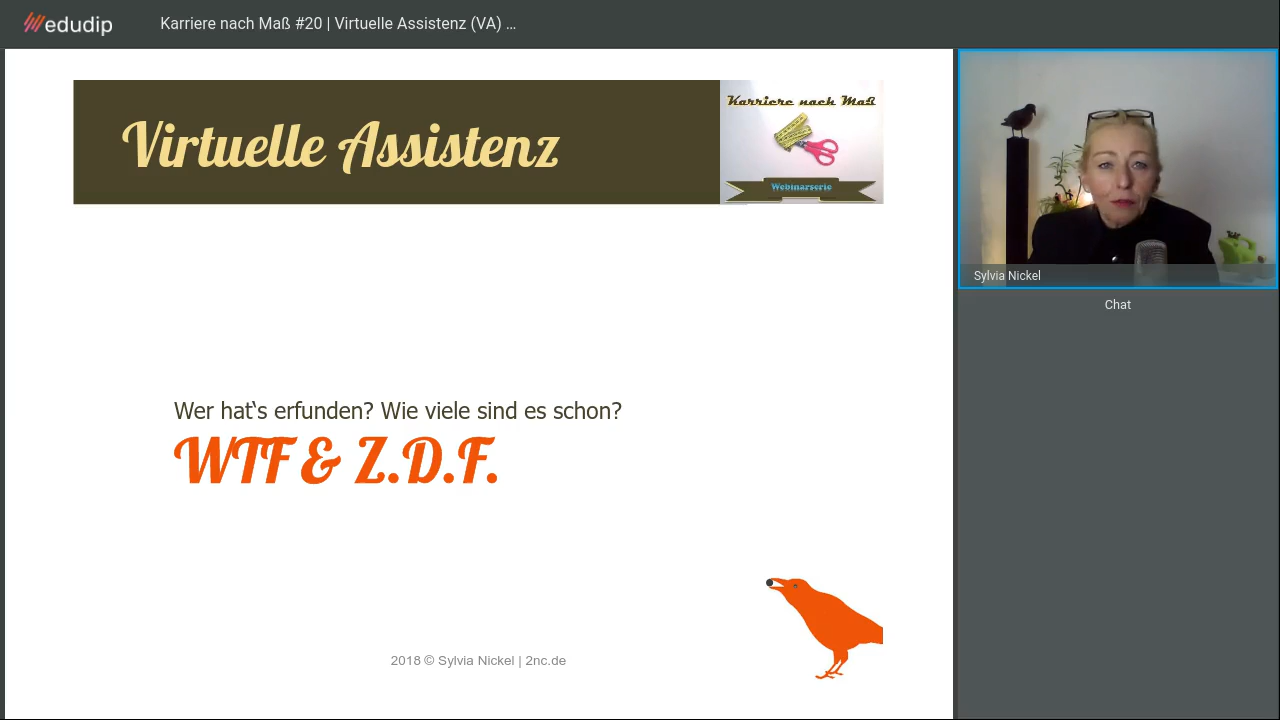 edudip
Karriere nach Maß #20 | Virtuelle Assistenz (VA) ...
Virtuelle Assistenz
Karriere nach Maß
Webinarserie
Sylvia Nickel
Chat
Wer hat‘s erfunden? Wie viele sind es schon?
WTF & Z.D.F.
2018 © Sylvia Nickel | 2nc.de